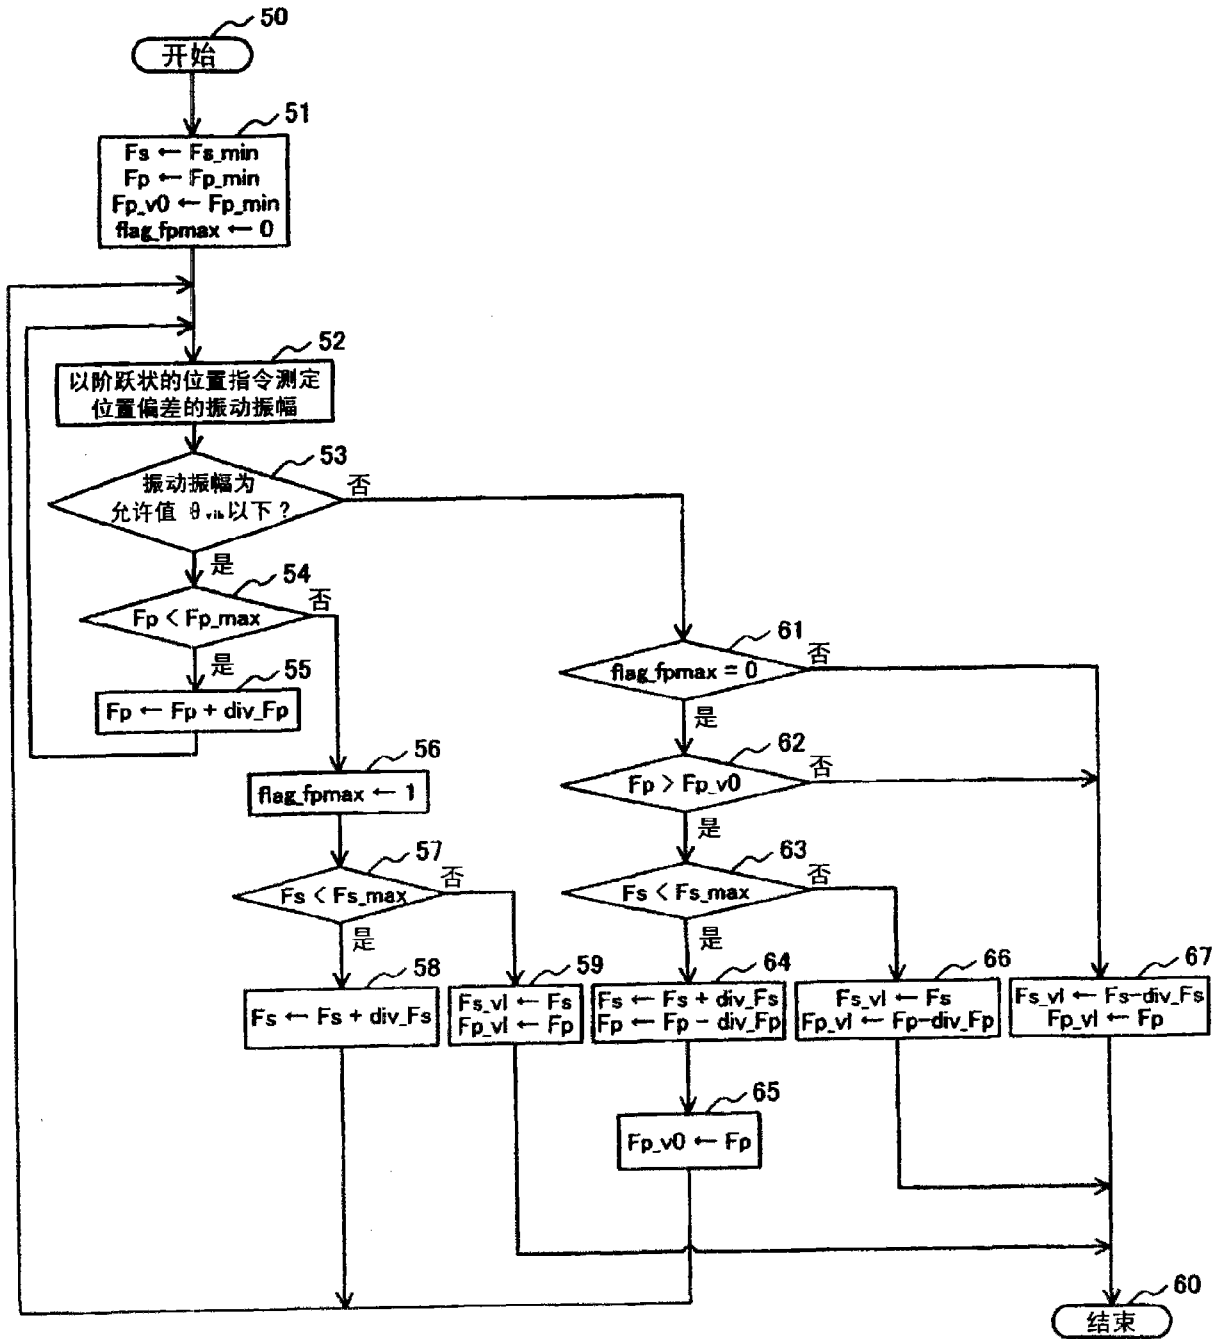 50
开始
51
Fs ← Fs_min
Fp ← Fp_min
Fp_v0 ← Fp_min
flag_fpmax ← 0
52
以阶跃状的位置指令测定
位置偏差的振动振幅
53
振动振幅为
允许值 θvib以下？
否
是
54
Fp < Fp_max
否
是
55
Fp ← Fp + div_Fp
56
flag_fpmax ← 1
57
Fs < Fs_max
否
是
58
Fs ← Fs + div_Fs
59
Fs_vl ← Fs
Fp_vl ← Fp
61
flag_fpmax = 0
否
是
62
Fp > Fp_v0
否
是
63
Fs < Fs_max
否
是
64
Fs ← Fs + div_Fs
Fp ← Fp - div_Fp
65
Fp_v0 ← Fp
66
Fs_vl ← Fs
Fp_vl ← Fp-div_Fp
67
Fs_vl ← Fs-div_Fs
Fp_vl ← Fp
60
结束